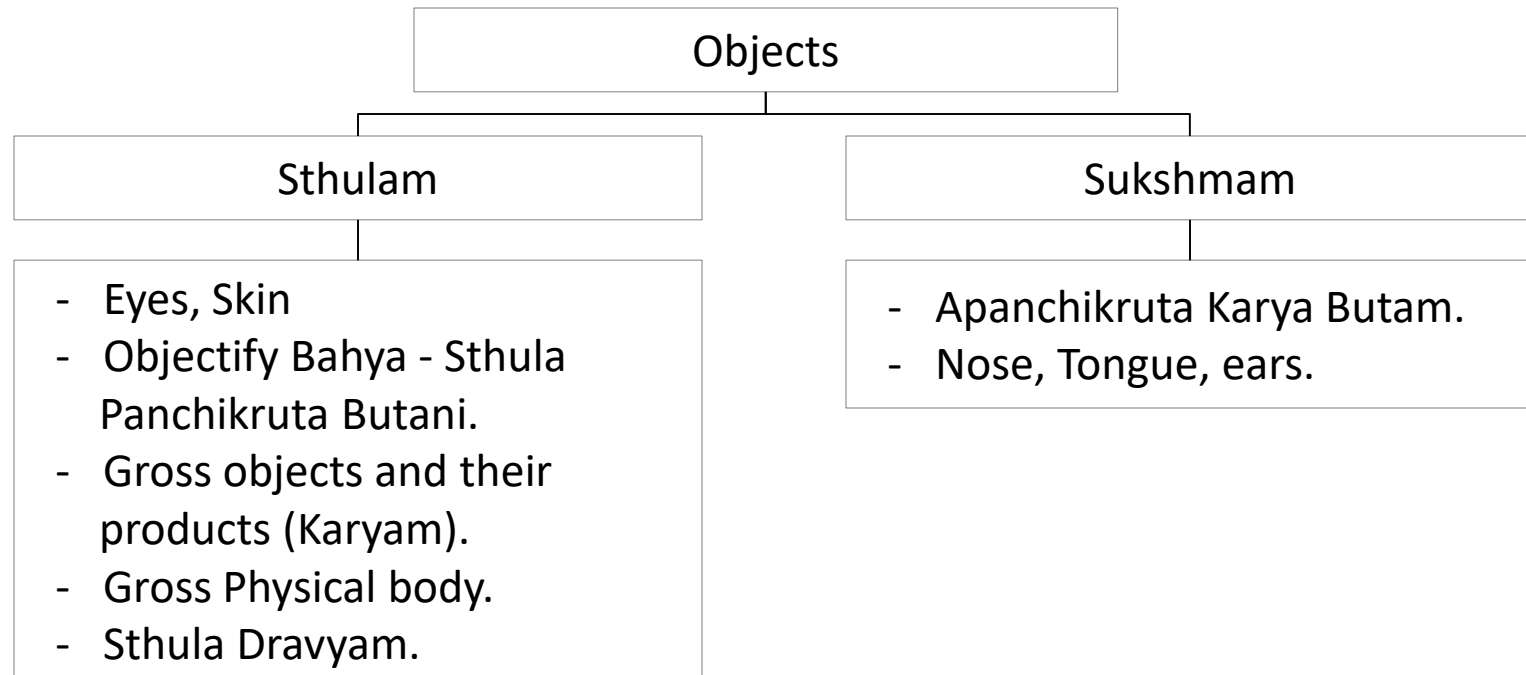 Objects
Sthulam
Sukshmam
- Eyes, Skin
- Objectify Bahya - Sthula
Panchikruta Butani.
- Gross objects and their
products (Karyam).
- Gross Physical body.
- Sthula Dravyam.
- Apanchikruta Karya Butam.
- Nose, Tongue, ears.